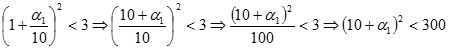 (1+α₁/10)² < 3 ⇒ ((10+α₁)/10)² < 3 ⇒ (10+α₁)²/100 < 3 ⇒ (10+α₁)² < 300